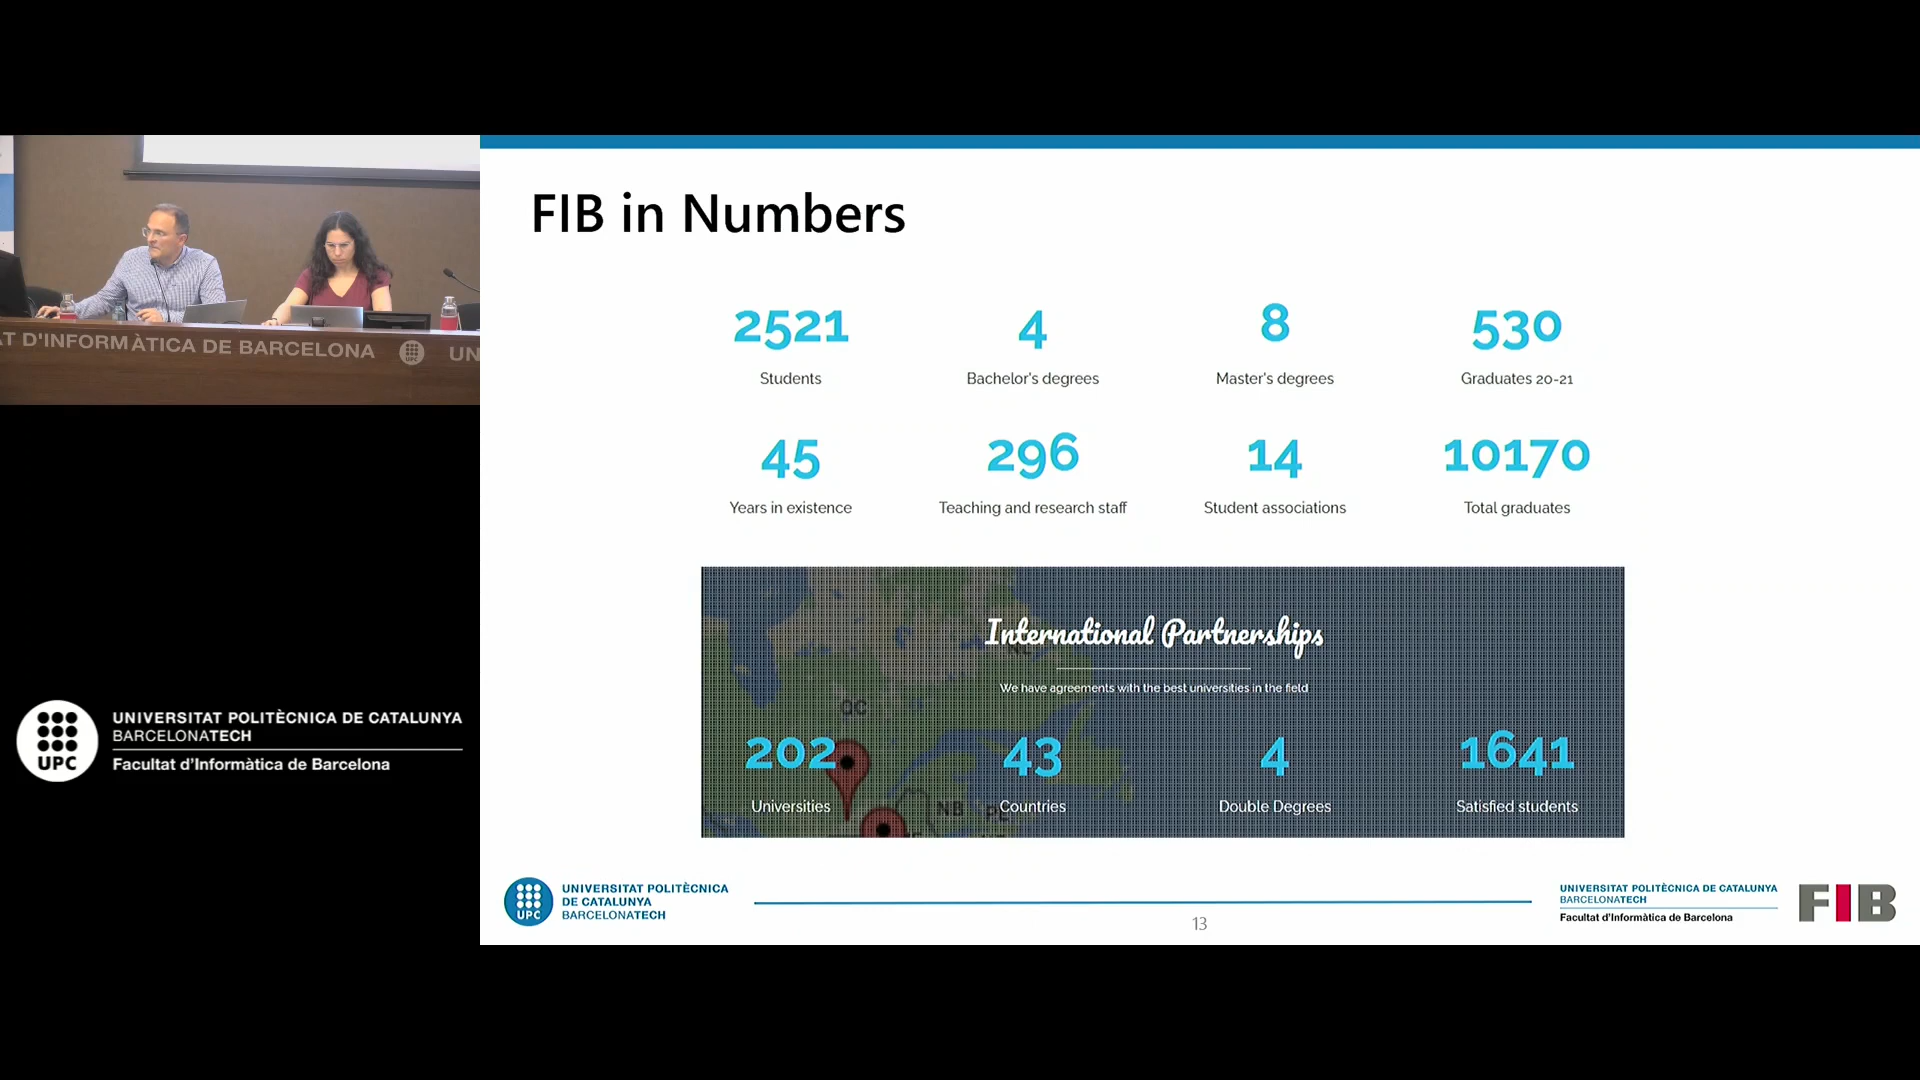 FIB in Numbers
2521
Students
4
Bachelor's degrees
8
Master's degrees
530
Graduates 20-21
45
Years in existence
296
Teaching and research staff
14
Student associations
10170
Total graduates
International Partnerships
We have agreements with the best universities in the field
QC
NB
202
Universities
43
Countries
4
Double Degrees
1641
Satisfied students
UPC
UNIVERSITAT POLITÈCNICA
DE CATALUNYA
BARCELONATECH
13
UNIVERSITAT POLITÈCNICA DE CATALUNYA
BARCELONATECH
Facultat d'Informàtica de Barcelona
FIB
AT D'INFORMÀTICA DE BARCELONA
UN
UPC
UNIVERSITAT POLITÈCNICA DE CATALUNYA
BARCELONATECH
Facultat d'Informàtica de Barcelona